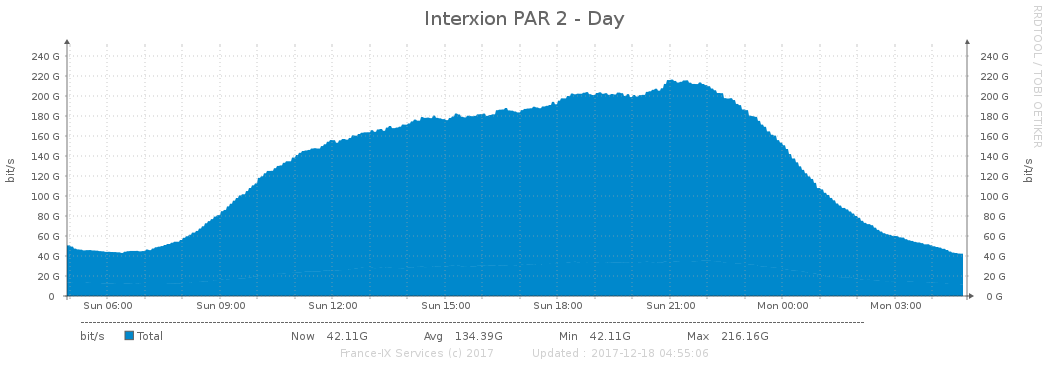 Interxion PAR 2 - Day
RRDTOOL / TOBI OETIKER
bit/s
240 G 240 G
220 G 220 G
200 G 200 G
180 G 180 G
160 G 160 G
140 G 140 G
120 G 120 G
100 G 100 G
80 G 80 G
60 G 60 G
40 G 40 G
20 G 20 G
0 0 G
bit/s
Sun 06:00 Sun 09:00 Sun 12:00 Sun 15:00 Sun 18:00 Sun 21:00 Mon 00:00 Mon 03:00
bit/s Total Now 42.11G Avg 134.39G Min 42.11G Max 216.16G
France-IX Services (c) 2017 Updated : 2017-12-18 04:55:06